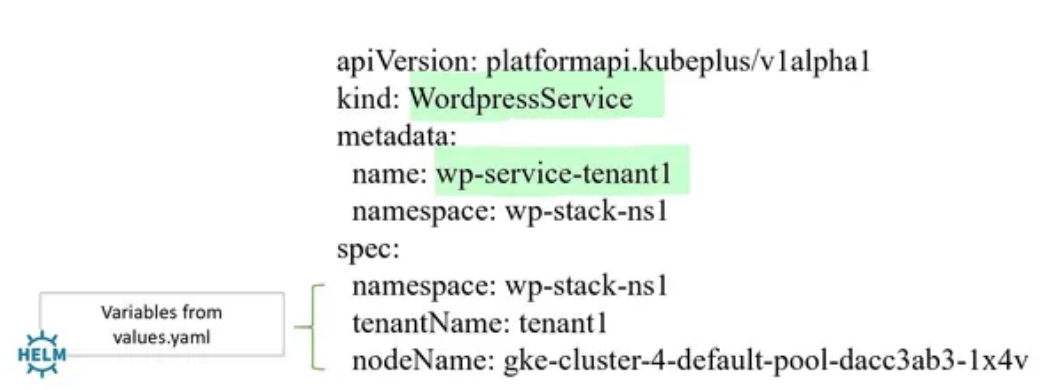 apiVersion: platformapi.kubeplus/v1alpha1
kind: WordpressService
metadata:
name: wp-service-tenant1
namespace: wp-stack-ns1
spec:
namespace: wp-stack-ns1
tenantName: tenant1
nodeName: gke-cluster-4-default-pool-dacc3ab3-1x4v
Variables from
values.yaml
HELM